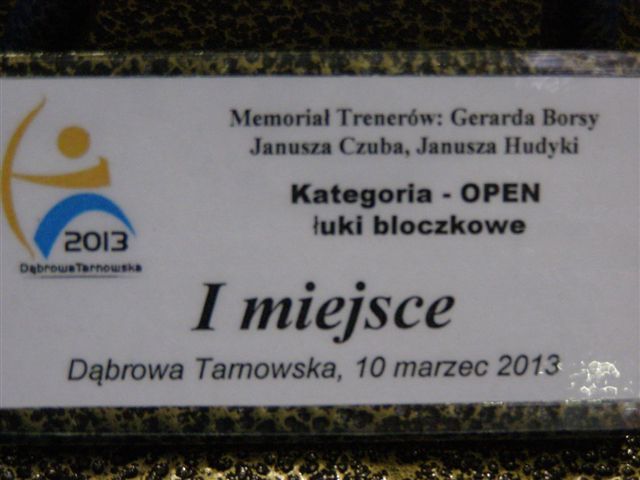 Memoriał Trenerów: Gerarda Borsy
Janusza Czuba, Janusza Hudyki
Kategoria - OPEN
łuki bloczkowe
2013
DąbrowaTarnowska
I miejsce
Dąbrowa Tarnowska, 10 marzec 2013